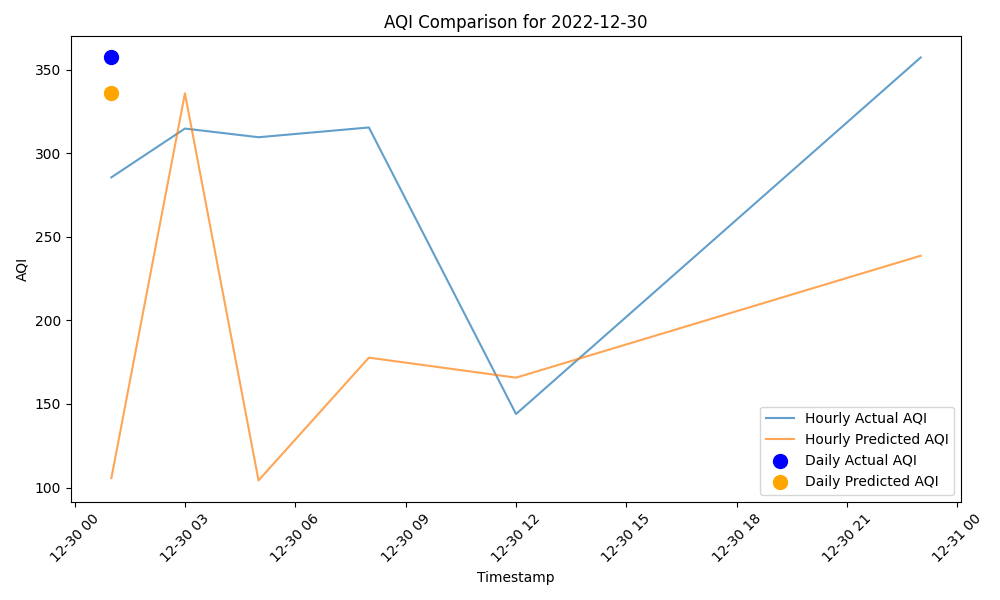 AQI Comparison for 2022-12-30
AQI
350
300
250
200
150
100
Hourly Actual AQI
Hourly Predicted AQI
Daily Actual AQI
Daily Predicted AQI
12-30 00
12-30 03
12-30 06
12-30 09
12-30 12
12-30 15
12-30 18
12-30 21
12-31 00
Timestamp